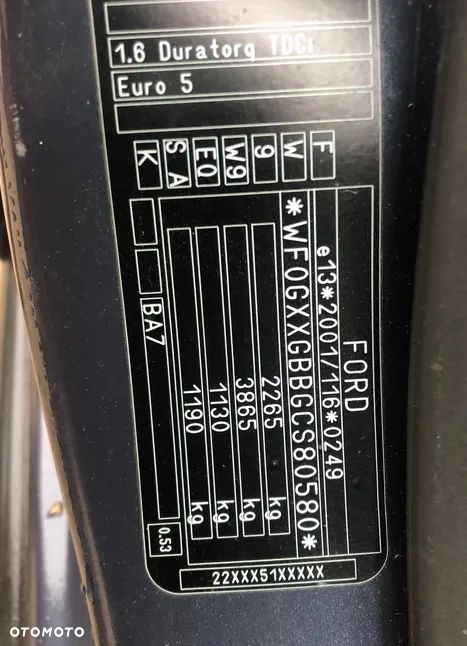 1.6 Duratorq TDCi
Euro 5
FORD
e13*2001/116*0249
*WF0GXXGBBGCS80580*
2265 kg
3865 kg
1130 kg
1190 kg
F
W
9
W9
EQ
S A
K
BA7
0.53
22XXX51XXXXX
OTOMOTO